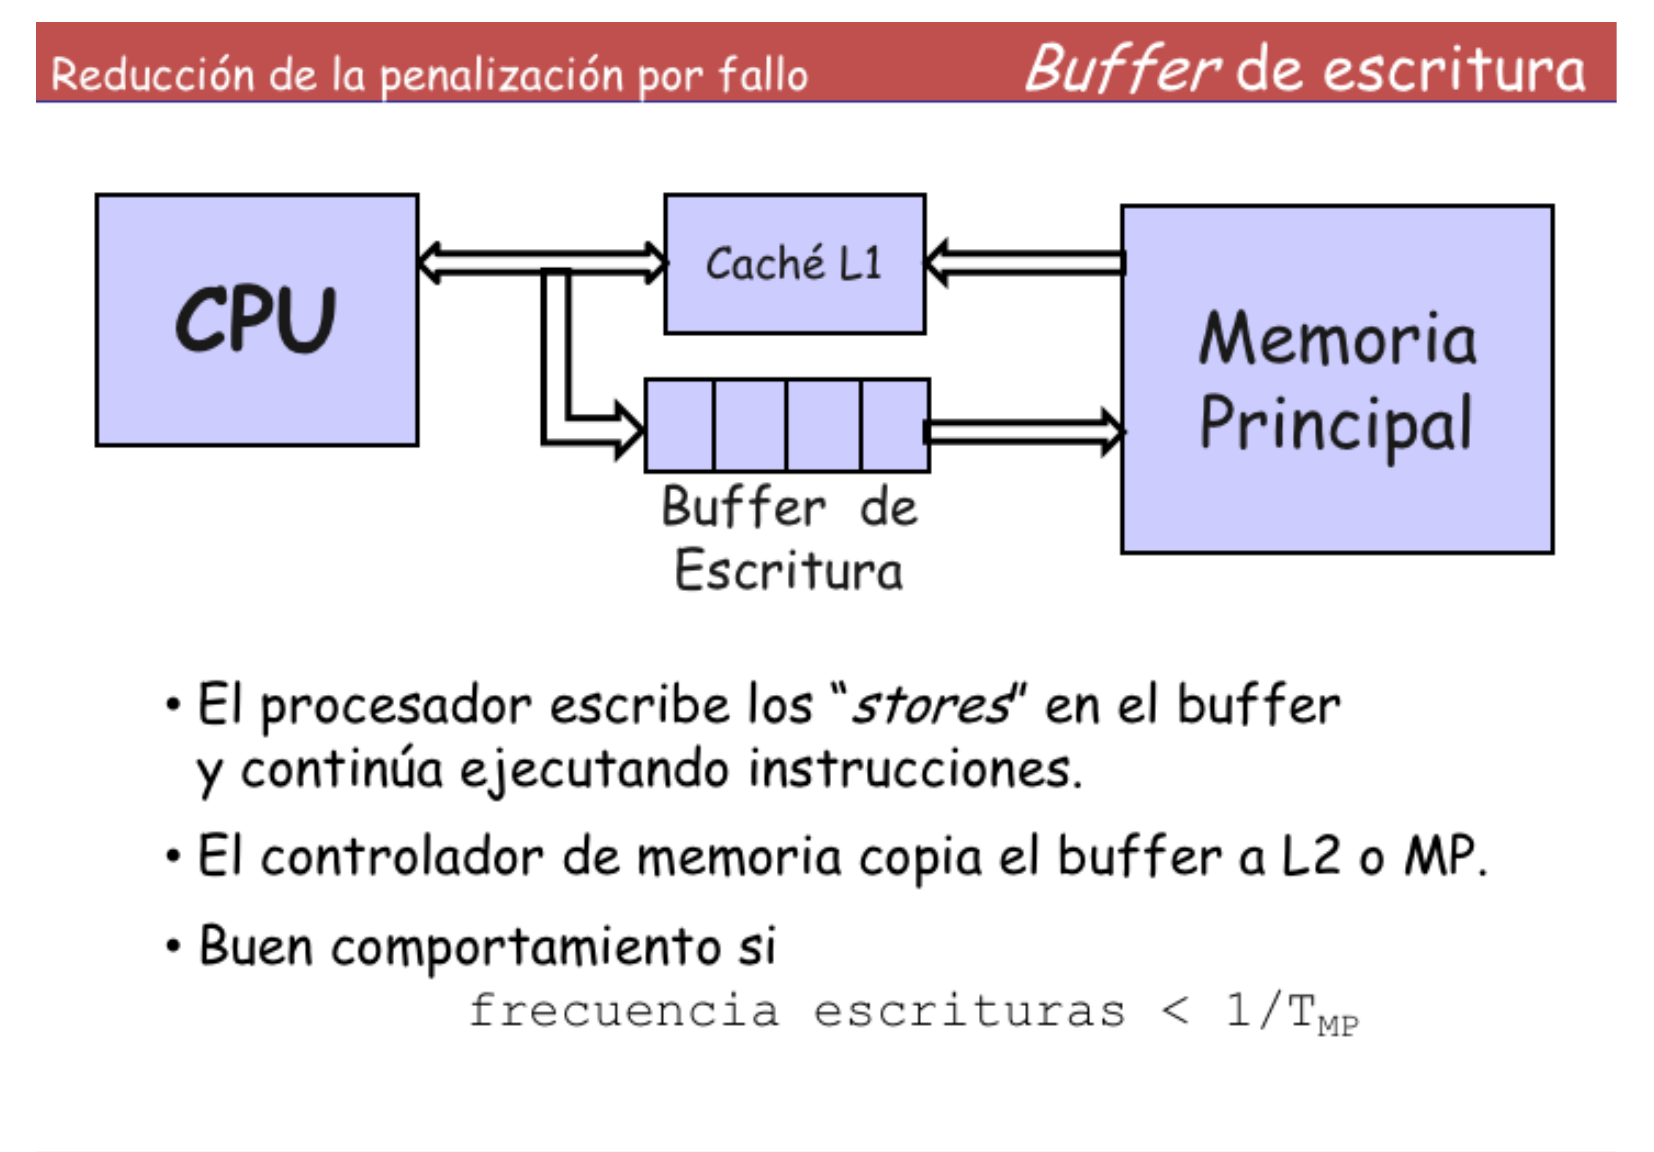 Reducción de la penalización por fallo
Buffer de escritura
CPU
Caché L1
Memoria
Principal
Buffer de
Escritura
• El procesador escribe los “stores” en el buffer
y continúa ejecutando instrucciones.
• El controlador de memoria copia el buffer a L2 o MP.
• Buen comportamiento si
frecuencia escrituras < 1/T_MP